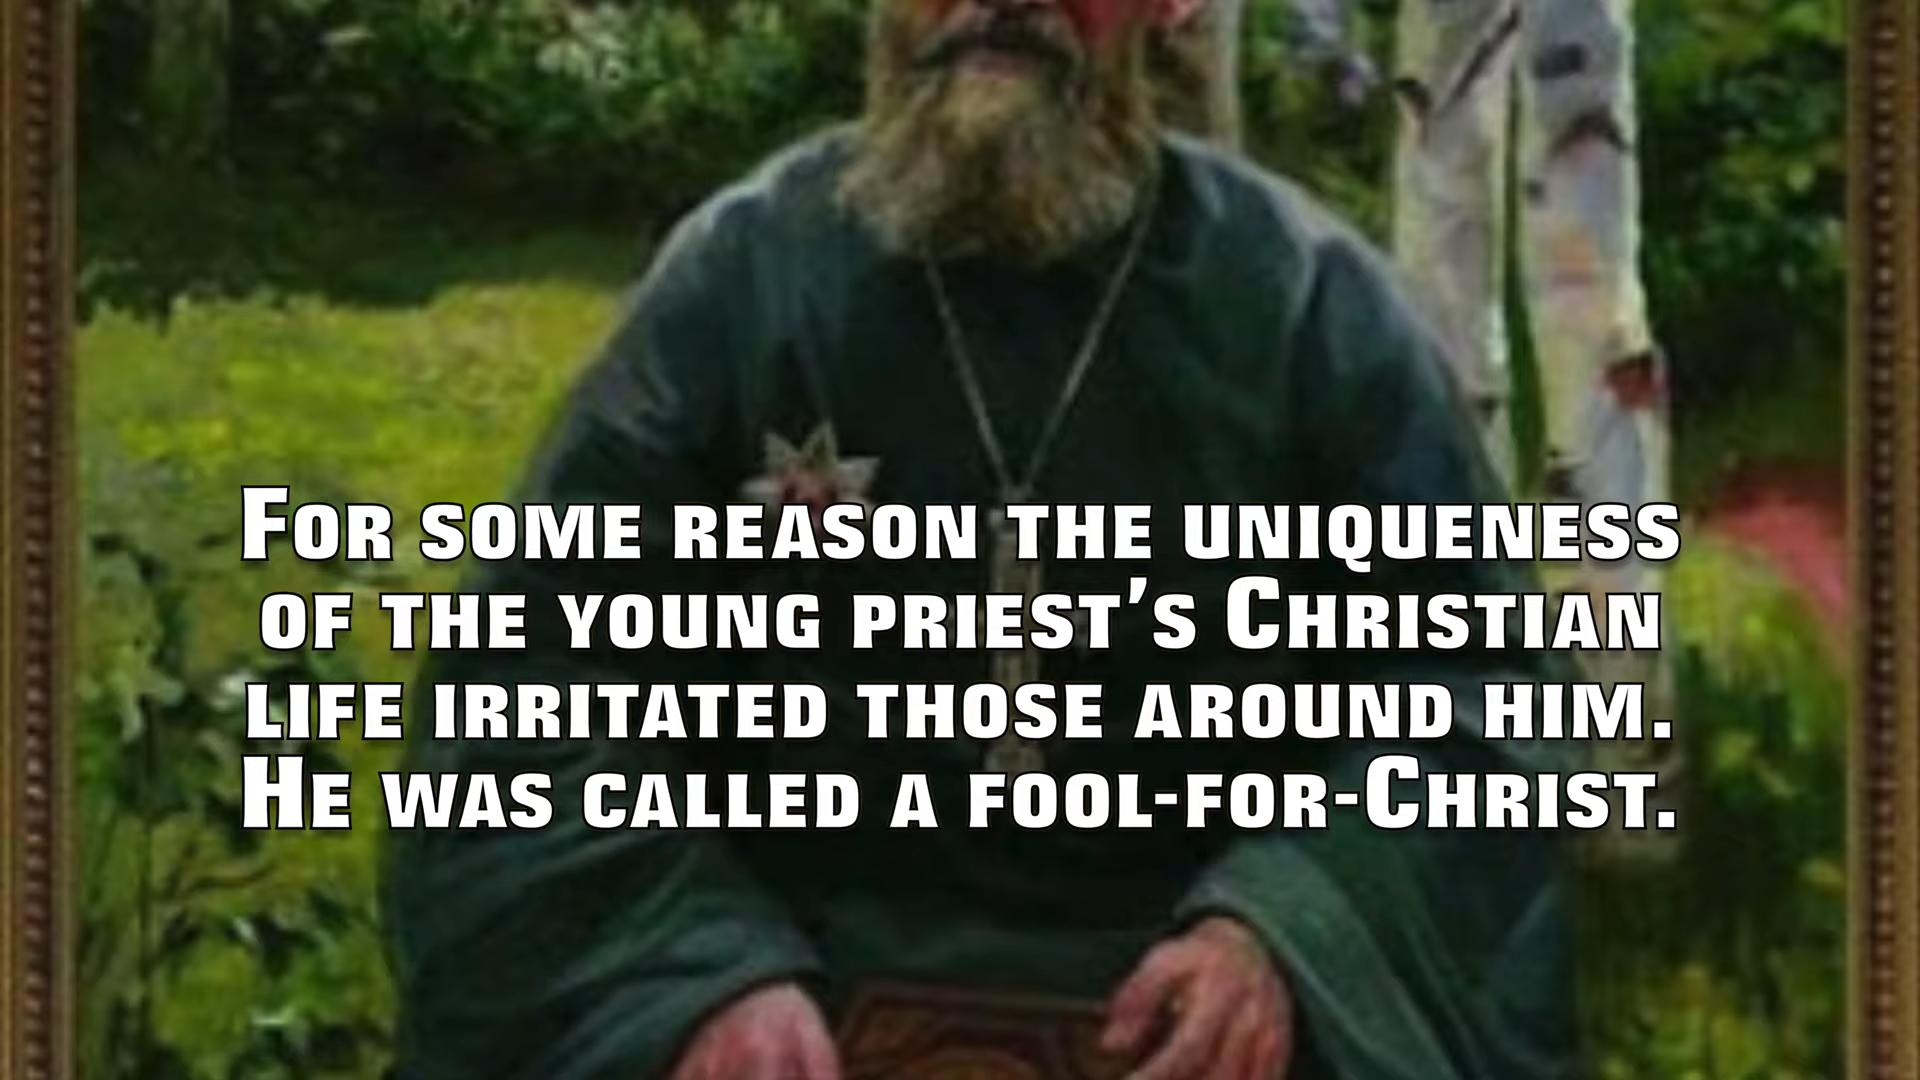 For some reason the uniqueness
of the young priest’s Christian
life irritated those around him.
He was called a fool-for-Christ.